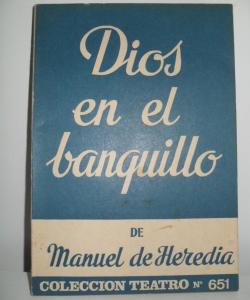 Dios
en el
banquillo
DE
Manuel de Heredia
COLECCION TEATRO Nº 651